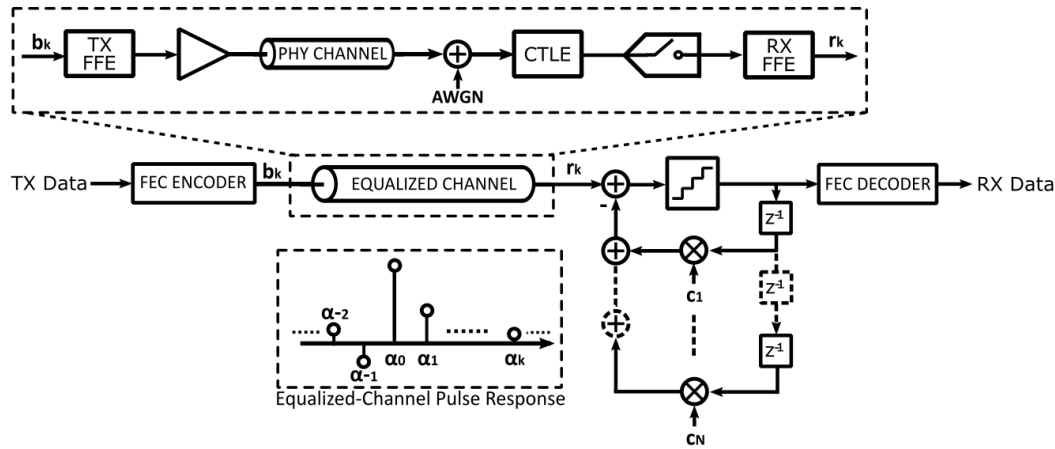 bk TX FFE PHY CHANNEL AWGN CTLE RX FFE rk
TX Data FEC ENCODER bk EQUALIZED CHANNEL rk - FEC DECODER RX Data
z-1
c1
z-1
z-1
cN
α-2 α-1 α0 α1 αk
Equalized-Channel Pulse Response